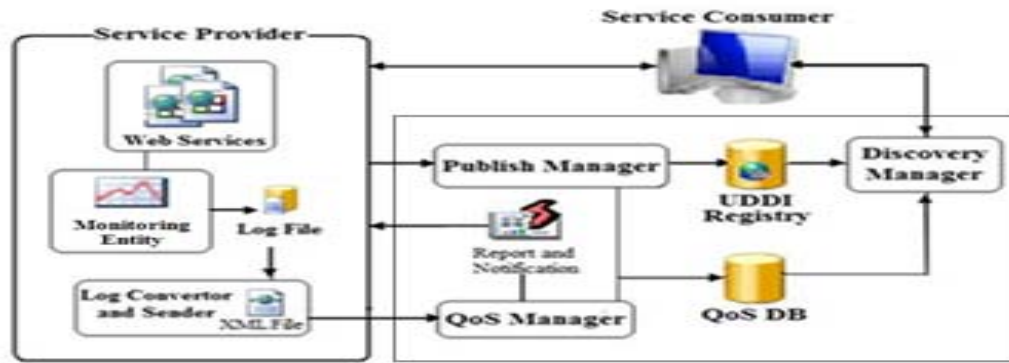 Service Consumer
Service Provider
Web Services
Monitoring
Entity
Log File
Log Convertor
and Sender
XML File
Publish Manager
UDDI
Registry
Discovery
Manager
Report and
Notification
QoS Manager
QoS DB